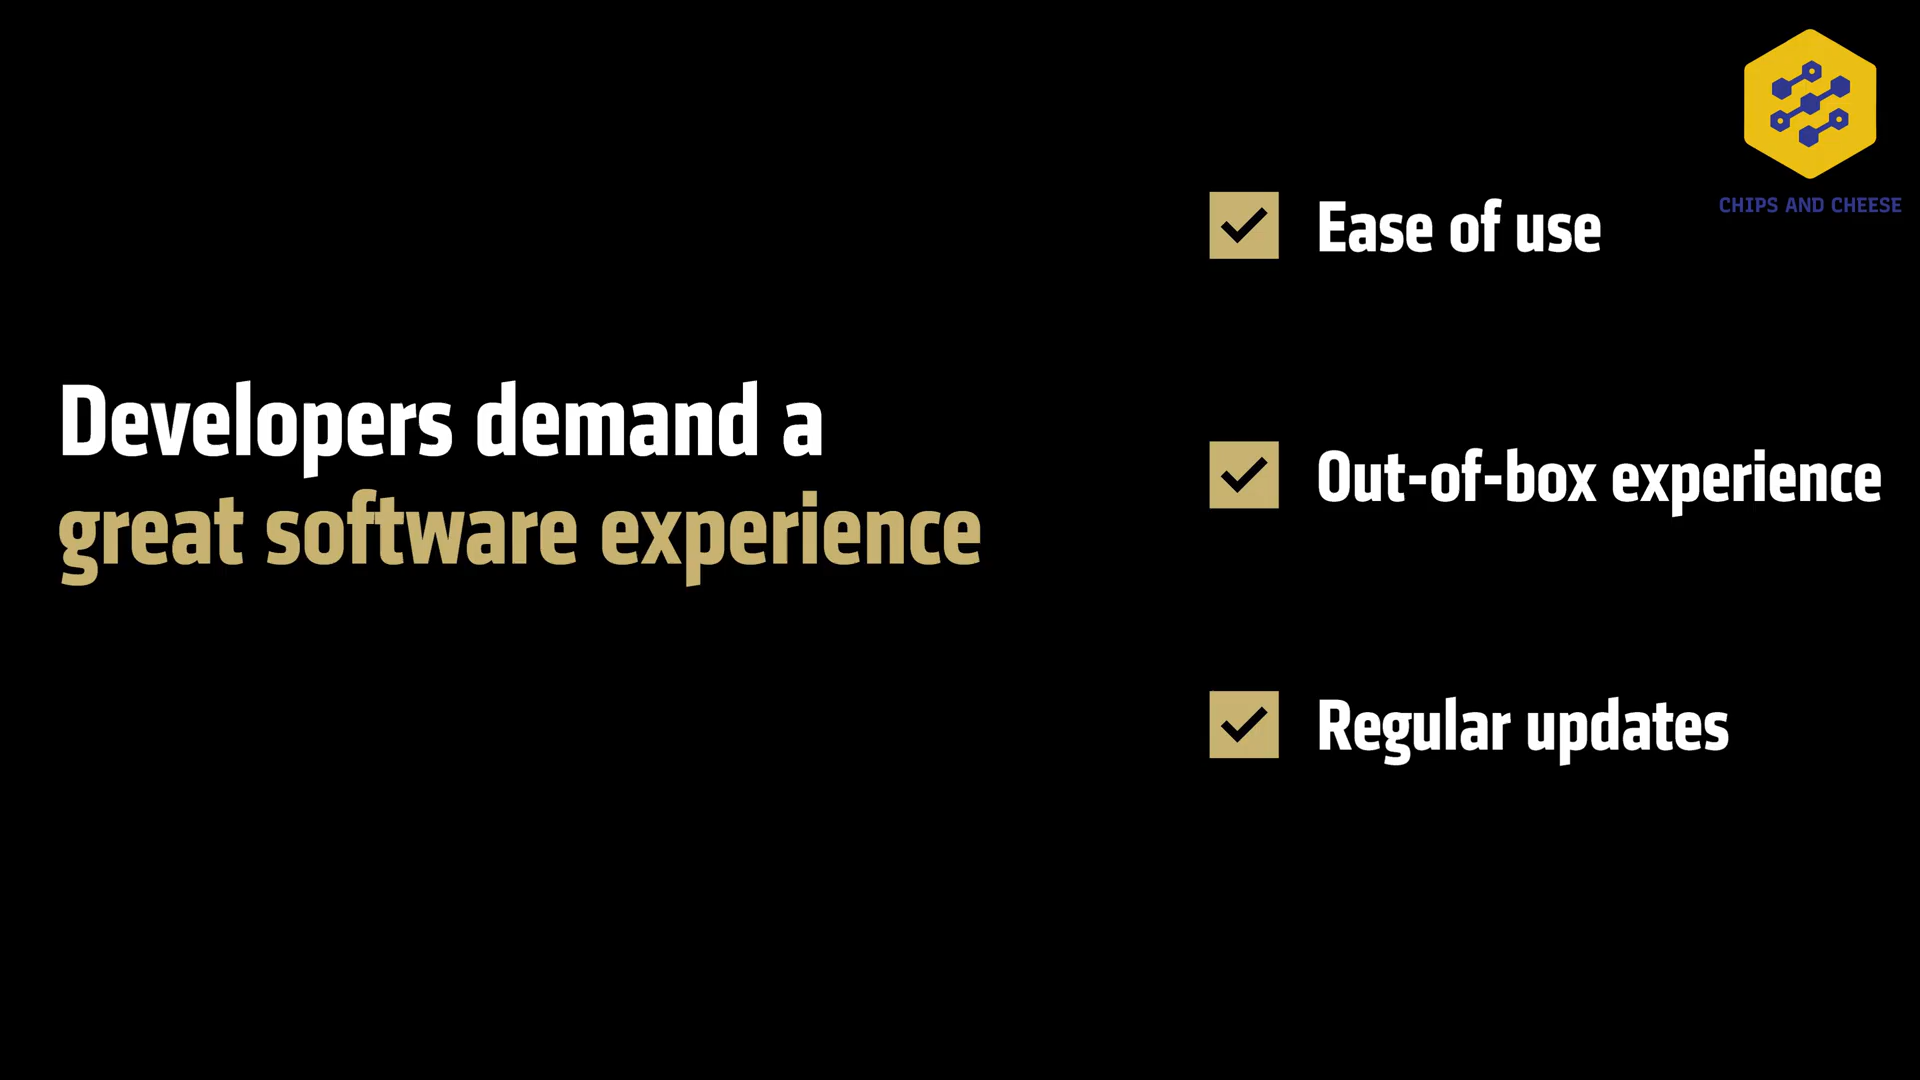 Developers demand a
great software experience
Ease of use
Out-of-box experience
Regular updates
CHIPS AND CHEESE